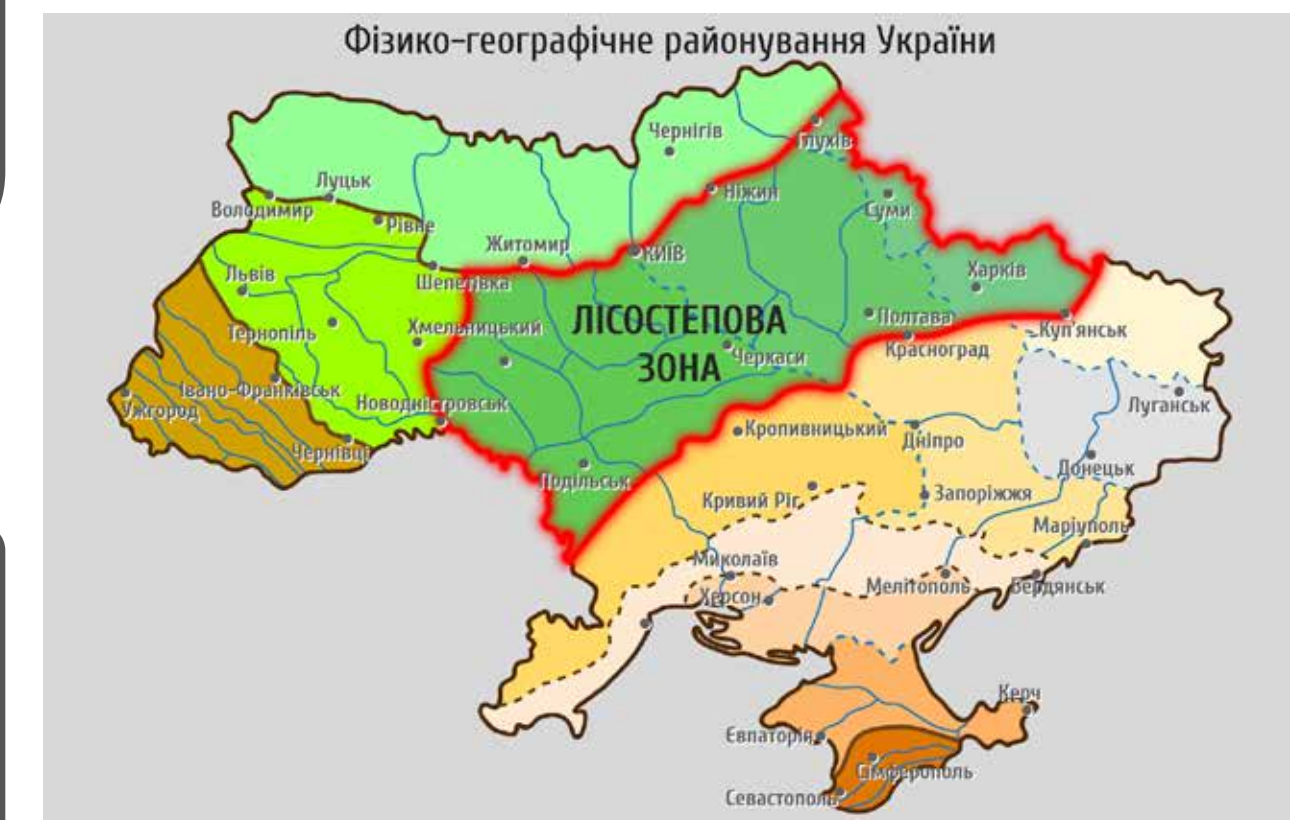 Фізико-географічне районування України
Чернігів
Глухів
Луцьк
Володимир
Рівне
Ніжин
Суми
Житомир
КИЇВ
Львів
Шепетівка
Харків
ЛІСОСТЕПОВА
ЗОНА
Тернопіль
Хмельницький
Полтава
Куп'янськ
Черкаси
Красноград
Івано-Франківськ
Ужгород
Новодністровськ
Луганськ
Чернівці
Кропивницький
Дніпро
Донецьк
Подільськ
Кривий Ріг
Запоріжжя
Маріуполь
Миколаїв
Мелітополь
Бердянськ
Херсон
Керч
Євпаторія
Сімферополь
Севастополь